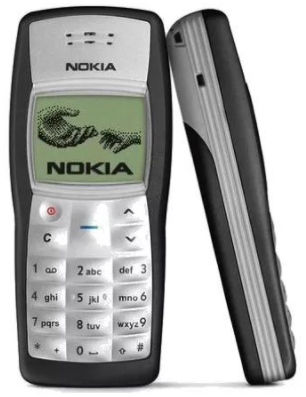 NOKIA
NOKIA
C
1 2 abc def 3
4 ghi 5 jkl mno 6
7 pqrs 8 tuv wxyz 9
* + 0 #